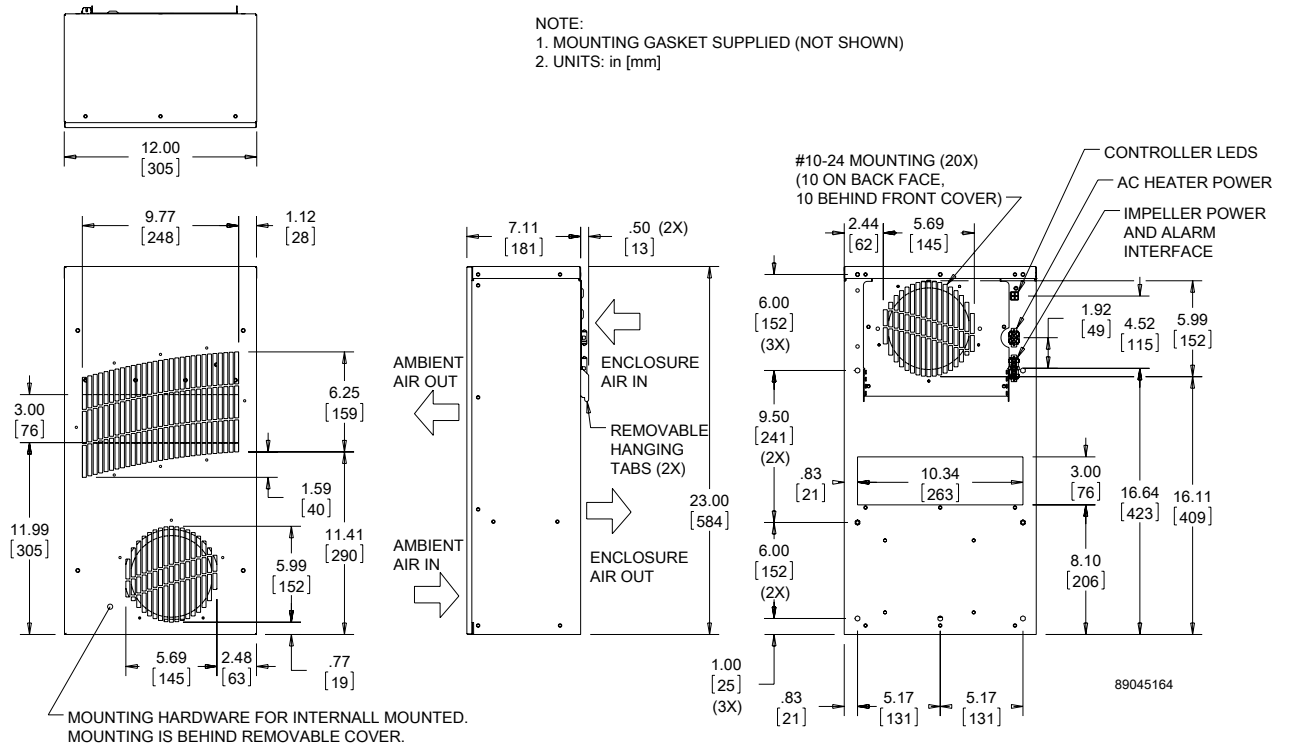 NOTE:
1. MOUNTING GASKET SUPPLIED (NOT SHOWN)
2. UNITS: in [mm]
12.00
[305]
#10-24 MOUNTING (20X)
(10 ON BACK FACE,
10 BEHIND FRONT COVER)
CONTROLLER LEDS
AC HEATER POWER
IMPELLER POWER
AND ALARM
INTERFACE
9.77
[248]
1.12
[28]
3.00
[76]
6.25
[159]
1.59
[40]
11.99
[305]
11.41
[290]
5.99
[152]
5.69
[145]
2.48
[63]
.77
[19]
MOUNTING HARDWARE FOR INTERNALL MOUNTED.
MOUNTING IS BEHIND REMOVABLE COVER.
7.11
[181]
.50 (2X)
[13]
AMBIENT
AIR OUT
ENCLOSURE
AIR IN
REMOVABLE
HANGING
TABS (2X)
23.00
[584]
AMBIENT
AIR IN
ENCLOSURE
AIR OUT
2.44
[62]
5.69
[145]
6.00
[152]
(3X)
1.92
[49]
4.52
[115]
5.99
[152]
9.50
[241]
(2X)
.83
[21]
10.34
[263]
3.00
[76]
16.64
[423]
16.11
[409]
6.00
[152]
(2X)
8.10
[206]
1.00
[25]
(3X)
.83
[21]
5.17
[131]
5.17
[131]
89045164